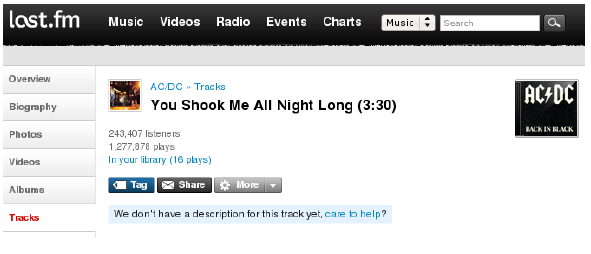 last.fm
Music Videos Radio Events Charts Music Search
Overview
Biography
Photos
Videos
Albums
Tracks
AC/DC » Tracks
You Shook Me All Night Long (3:30)
243,407 listeners
1,277,878 plays
In your library (16 plays)
Tag Share More
We don't have a description for this track yet, care to help?
AC/DC
BACK IN BLACK